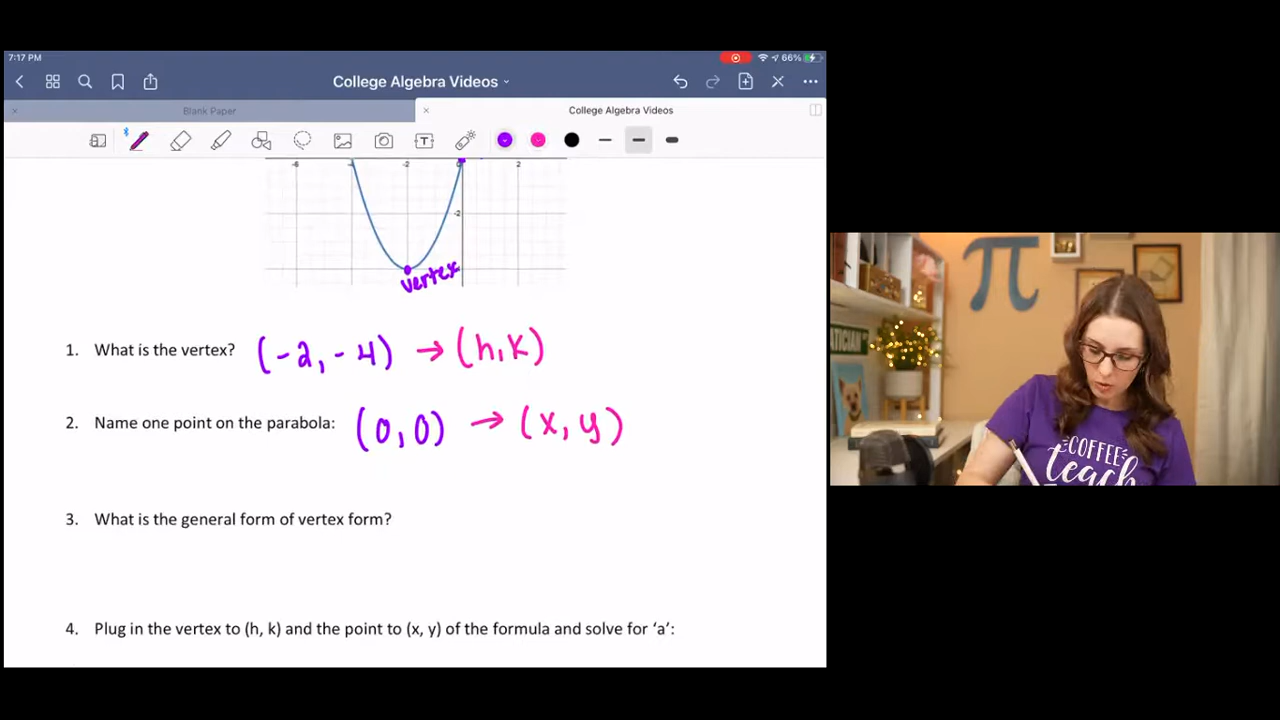 7:17 PM
66%
College Algebra Videos
Blank Paper
College Algebra Videos
-6 -2 0 2
-2
vertex
1. What is the vertex? (-2, -4) → (h, k)
2. Name one point on the parabola: (0, 0) → (x, y)
3. What is the general form of vertex form?
4. Plug in the vertex to (h, k) and the point to (x, y) of the formula and solve for 'a':
π
COFFEE
teach